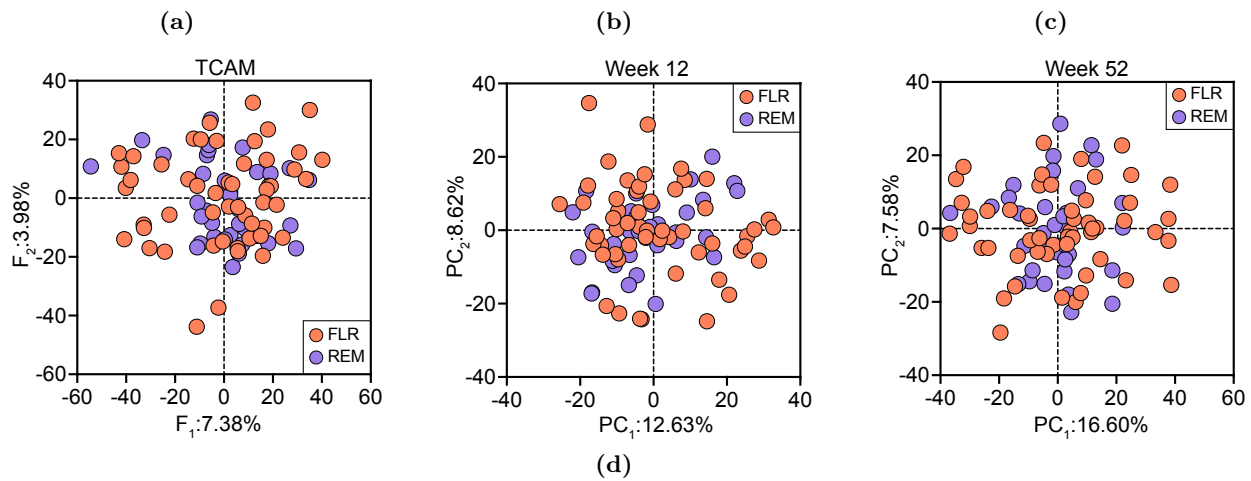 (a)
TCAM
40
20
0
-20
-40
-60
-60
-40
-20
0
20
40
60
F₂:3.98%
F₁:7.38%
FLR
REM
(b)
Week 12
40
20
0
-20
-40
-40
-20
0
20
40
PC₂:8.62%
PC₁:12.63%
FLR
REM
(c)
Week 52
40
20
0
-20
-40
-40
-20
0
20
40
PC₂:7.58%
PC₁:16.60%
FLR
REM
(d)